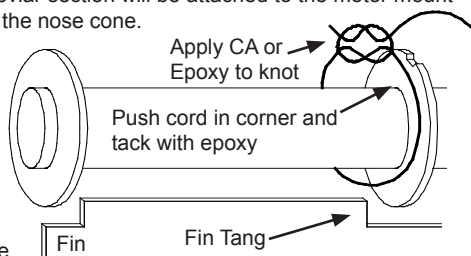 ovial section will be attached to the motor mount
the nose cone.
Apply CA or
Epoxy to knot
Push cord in corner and
tack with epoxy
Fin Tang
Fin
e